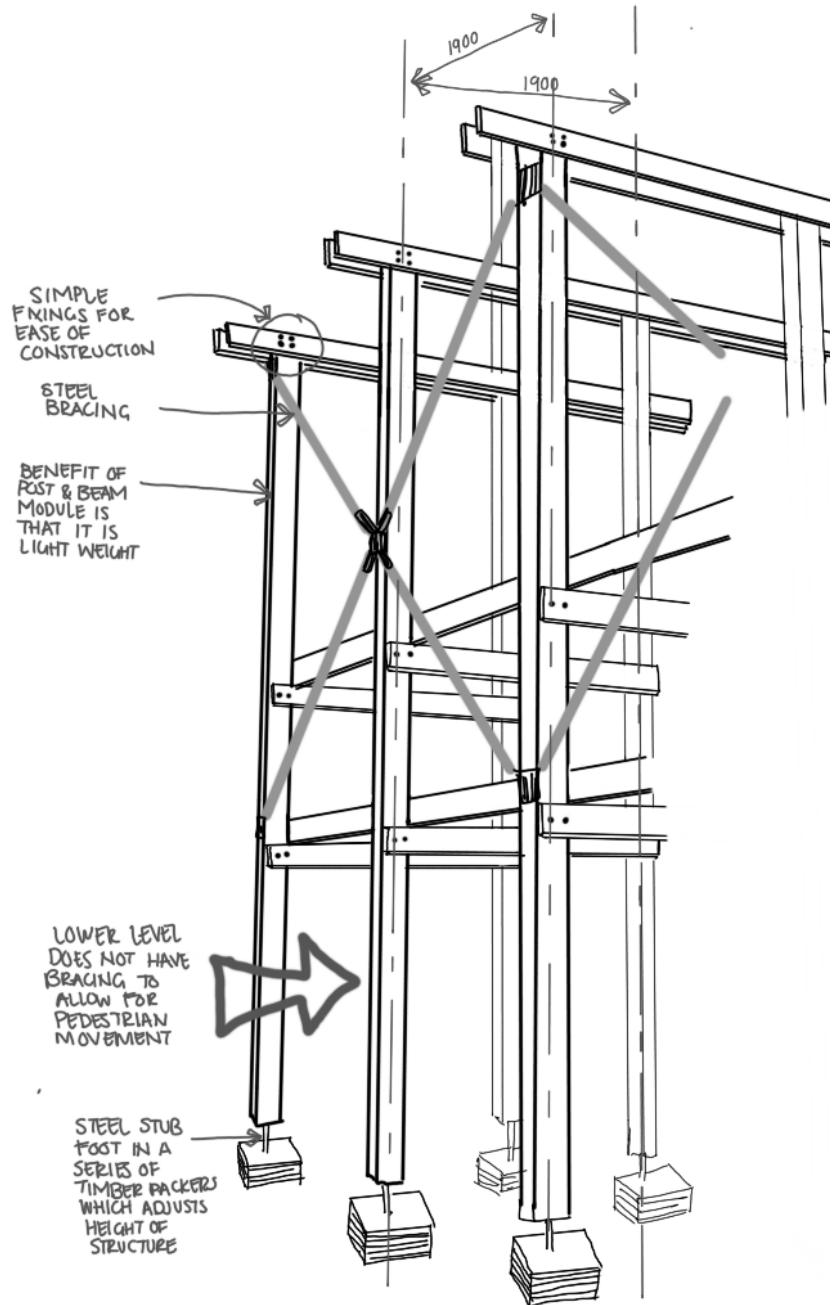 1900
1900
SIMPLE
FIXINGS FOR
EASE OF
CONSTRUCTION
STEEL
BRACING
BENEFIT OF
POST & BEAM
MODULE IS
THAT IT IS
LIGHT WEIGHT
LOWER LEVEL
DOES NOT HAVE
BRACING TO
ALLOW FOR
PEDESTRIAN
MOVEMENT
STEEL STUB
FOOT IN A
SERIES OF
TIMBER PACKERS
WHICH ADJUSTS
HEIGHT OF
STRUCTURE